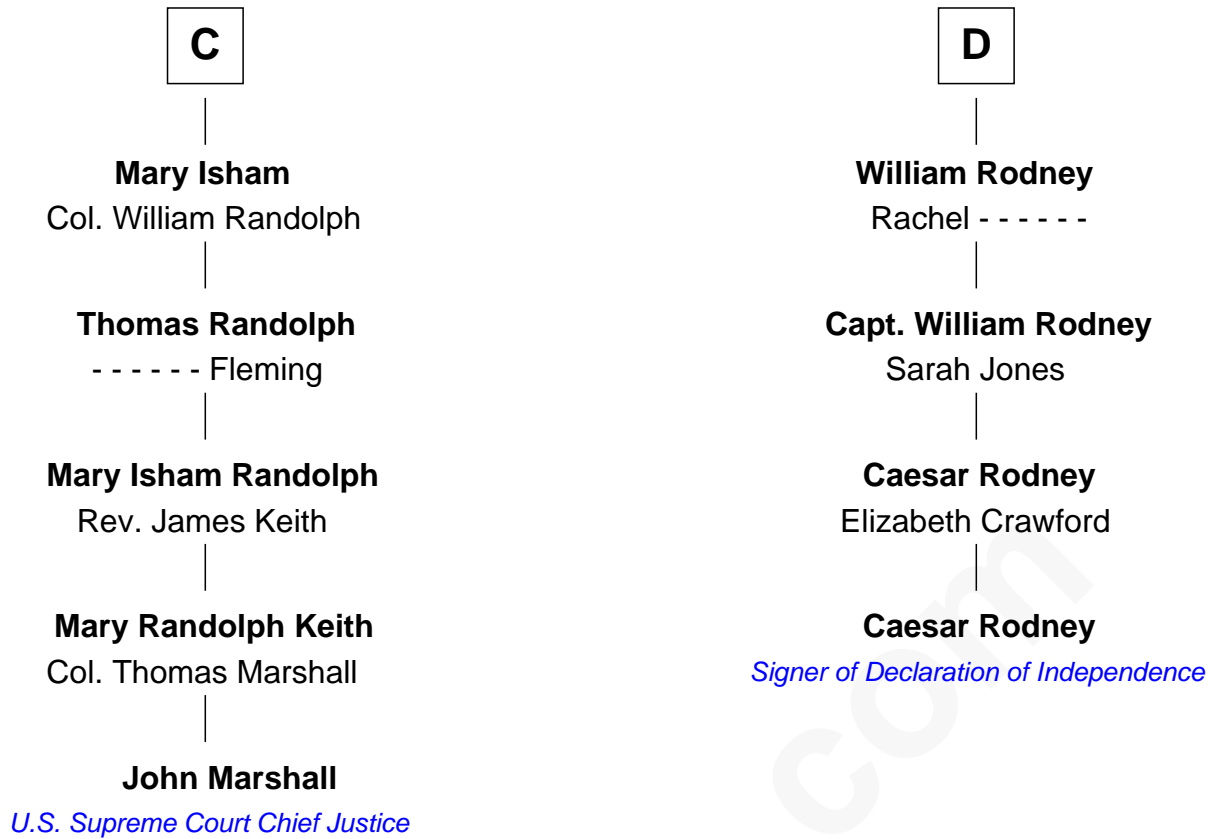 C
Mary Isham
Col. William Randolph
Thomas Randolph
- - - - - - Fleming
Mary Isham Randolph
Rev. James Keith
Mary Randolph Keith
Col. Thomas Marshall
John Marshall
U.S. Supreme Court Chief Justice
D
William Rodney
Rachel - - - - - -
Capt. William Rodney
Sarah Jones
Caesar Rodney
Elizabeth Crawford
Caesar Rodney
Signer of Declaration of Independence
com